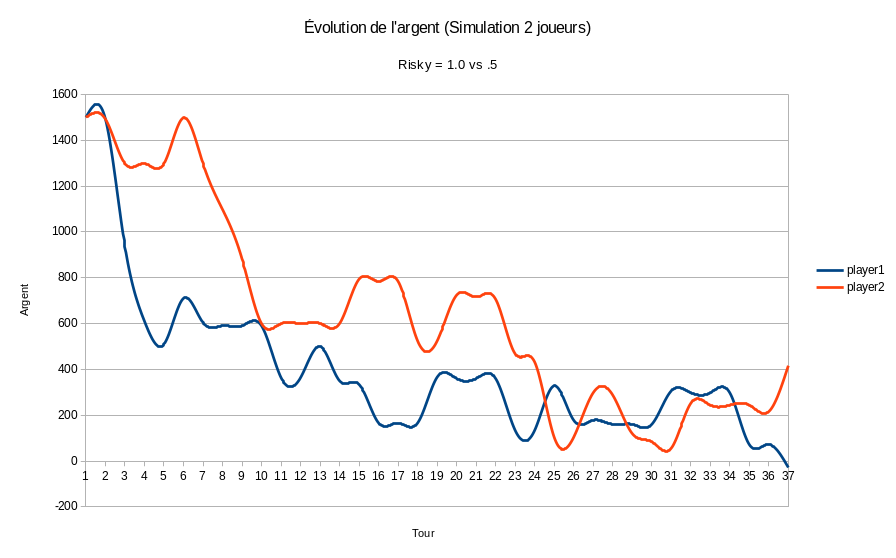 Évolution de l'argent (Simulation 2 joueurs)
Risky = 1.0 vs .5
1600
1400
1200
1000
800
600
400
200
0
-200
Argent
1 2 3 4 5 6 7 8 9 10 11 12 13 14 15 16 17 18 19 20 21 22 23 24 25 26 27 28 29 30 31 32 33 34 35 36 37
Tour
player1
player2